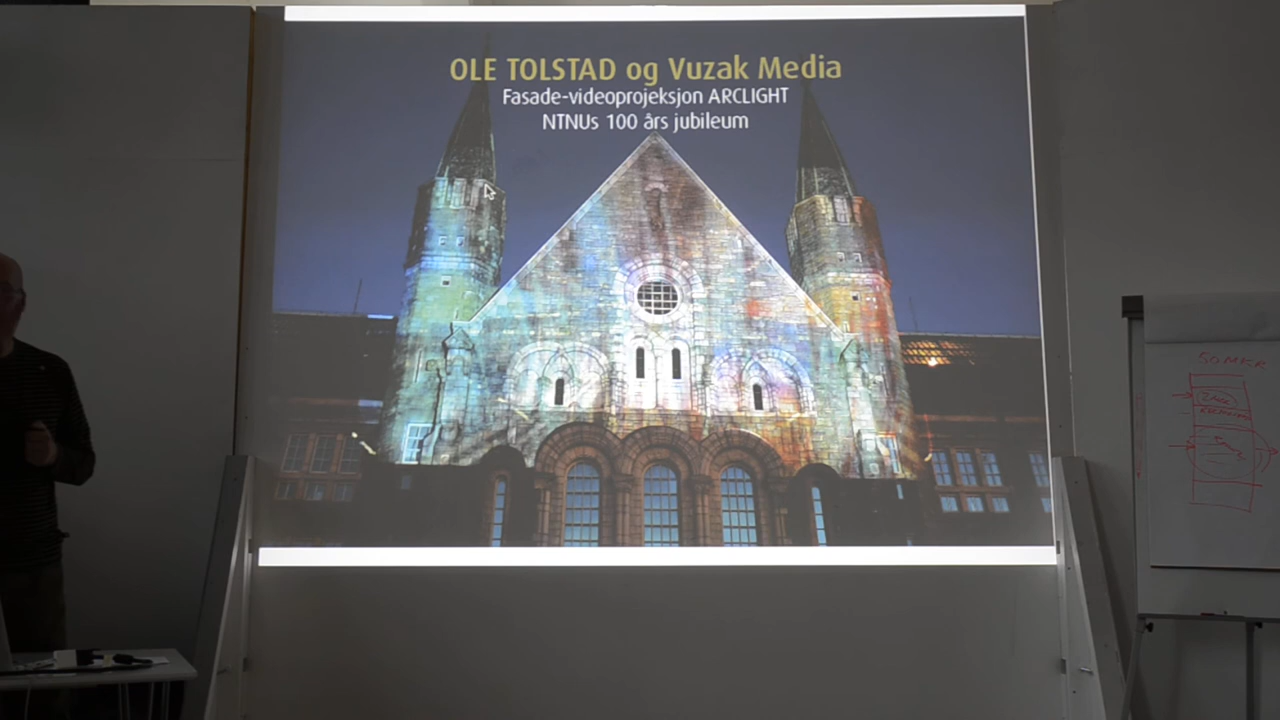 OLE TOLSTAD og Vuzak Media
Fasade-videoprojeksjon ARCLIGHT
NTNUs 100 års jubileum